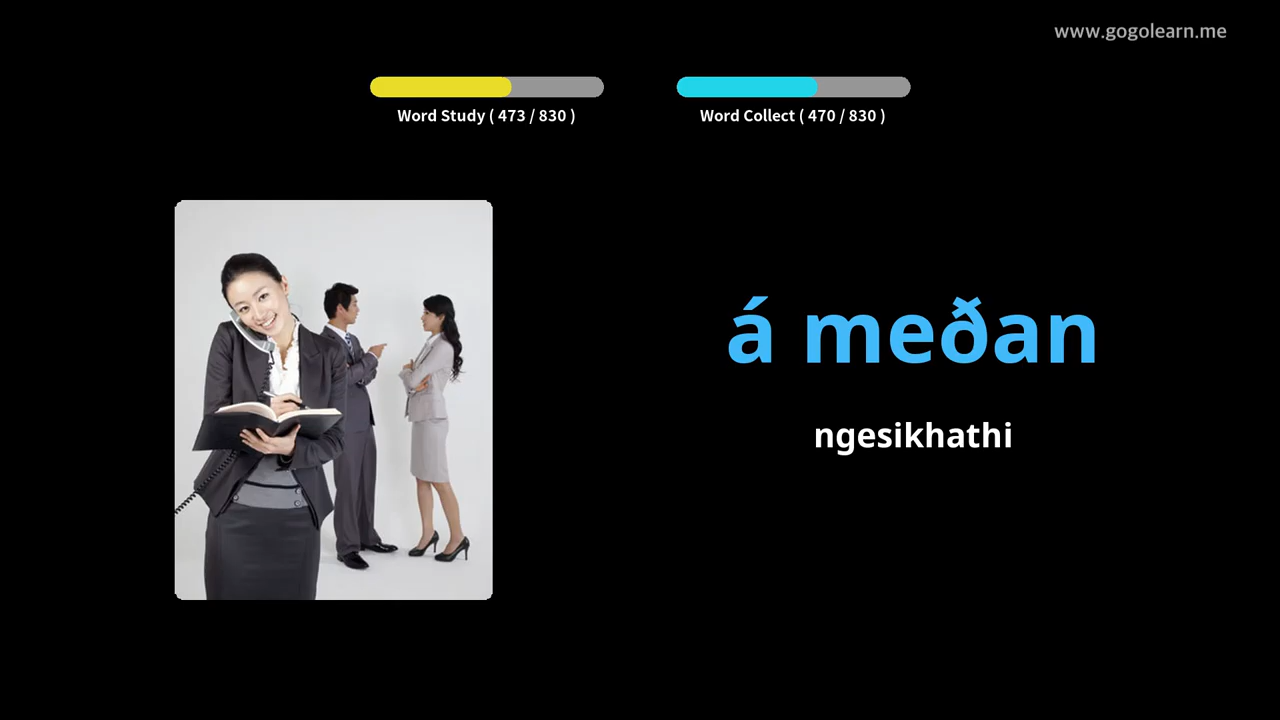 www.gogolearn.me
Word Study ( 473 / 830 )
Word Collect ( 470 / 830 )
á meðan
ngesikhathi